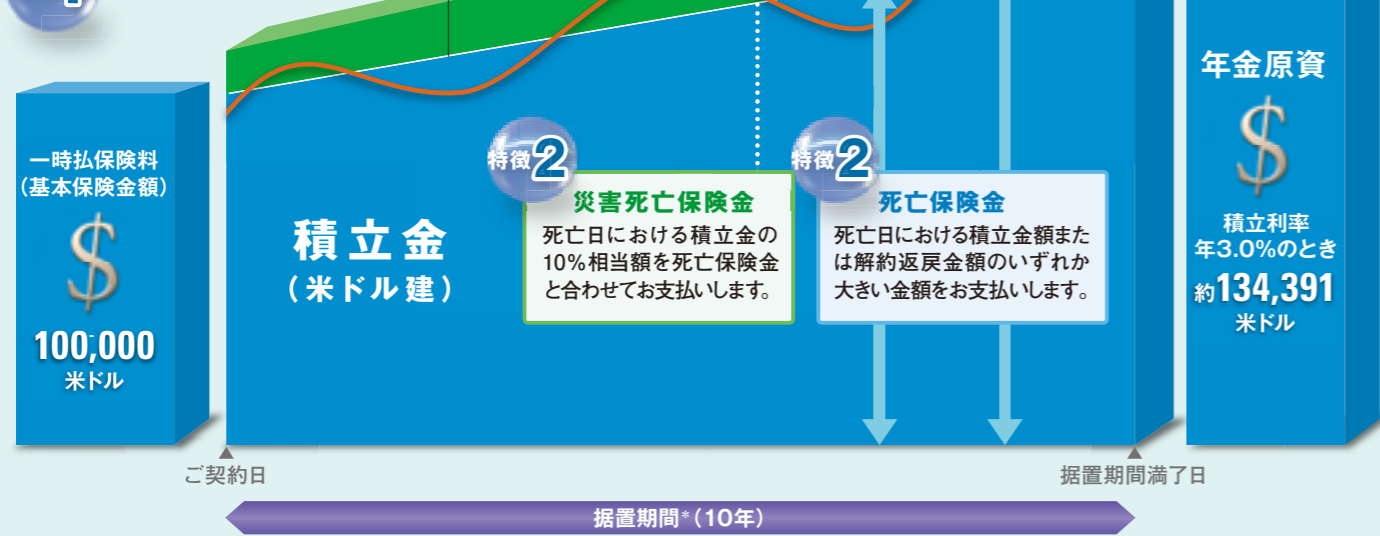 一時払保険料
（基本保険金額）
100,000
米ドル
積立金
（米ドル建）
特徴2
災害死亡保険金
死亡日における積立金の
10%相当額を死亡保険金
と合わせてお支払いします。
特徴2
死亡保険金
死亡日における積立金額また
は解約返戻金額のいずれか
大きい金額をお支払いします。
年金原資
積立利率
年3.0%のとき
約134,391
米ドル
ご契約日
据置期間満了日
据置期間*（10年）